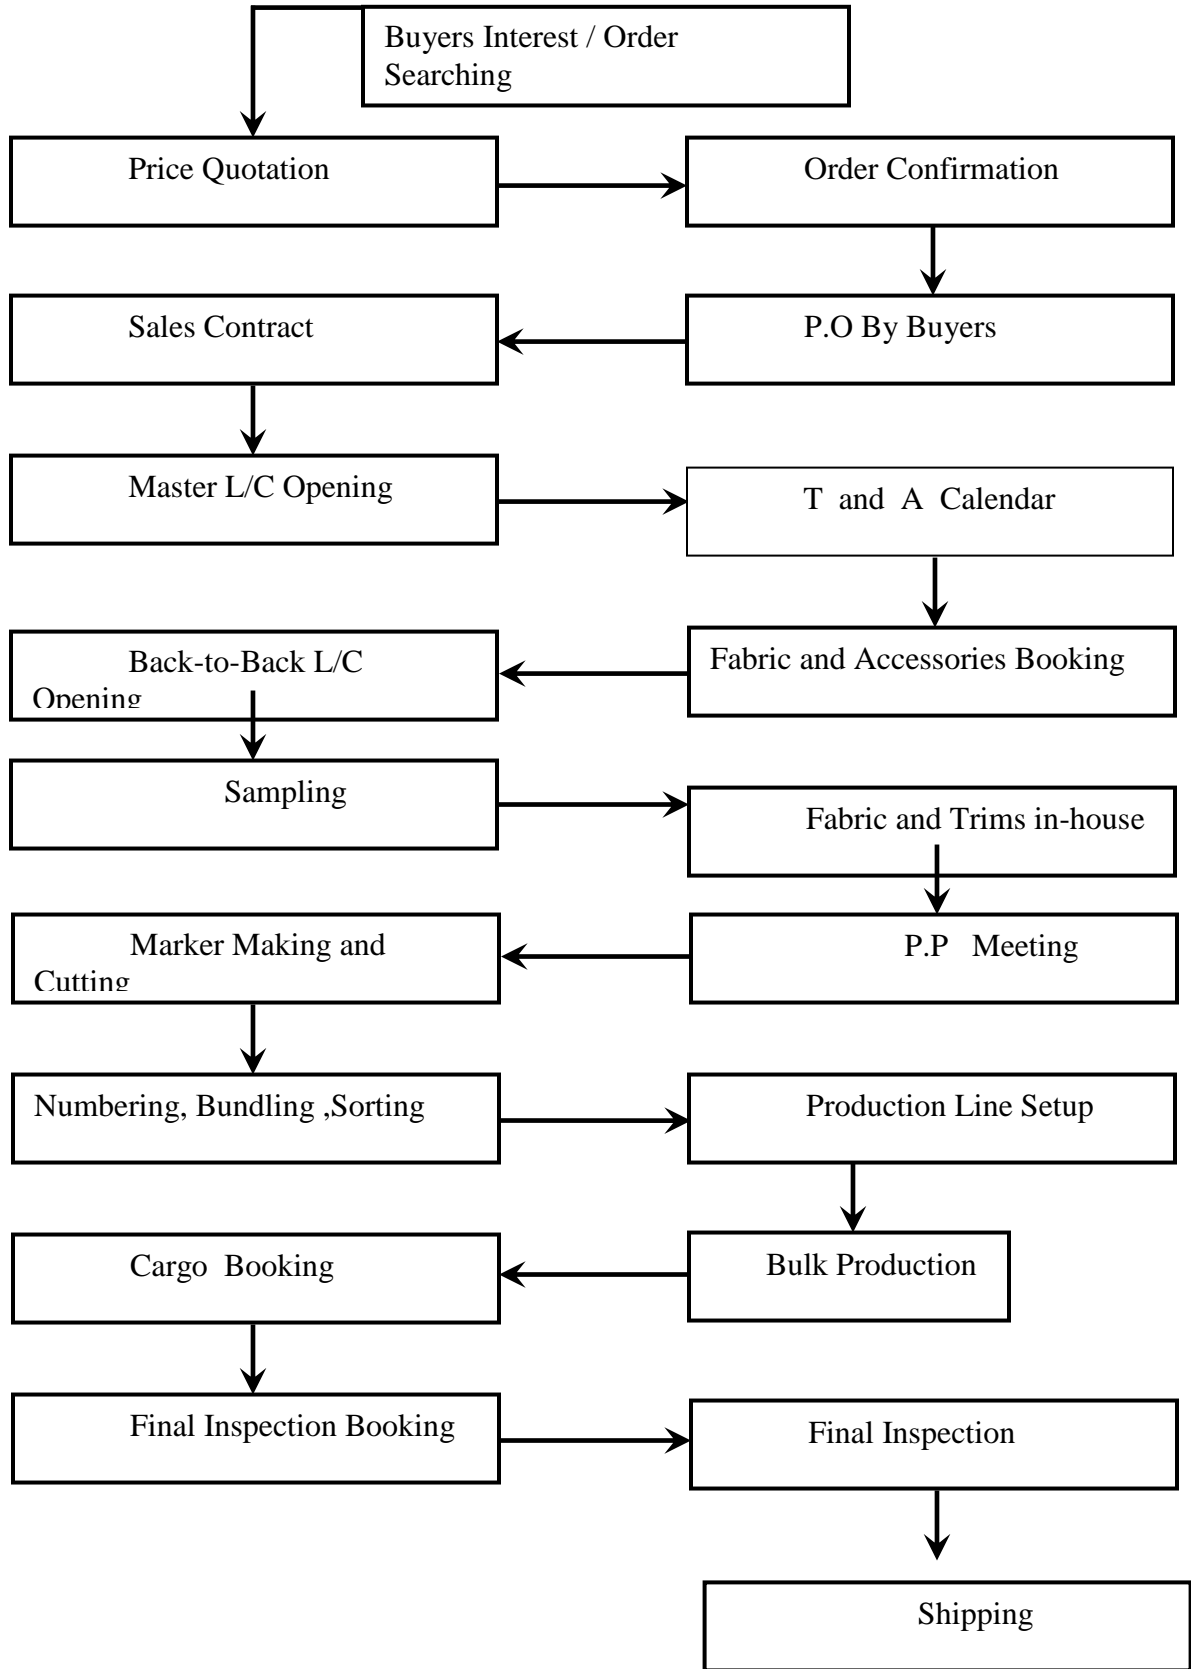 Buyers Interest / Order
Searching
Price Quotation
Order Confirmation
Sales Contract
P.O By Buyers
Master L/C Opening
T and A Calendar
Back-to-Back L/C
Opening
Fabric and Accessories Booking
Sampling
Fabric and Trims in-house
Marker Making and
Cutting
P.P Meeting
Numbering, Bundling ,Sorting
Production Line Setup
Cargo Booking
Bulk Production
Final Inspection Booking
Final Inspection
Shipping